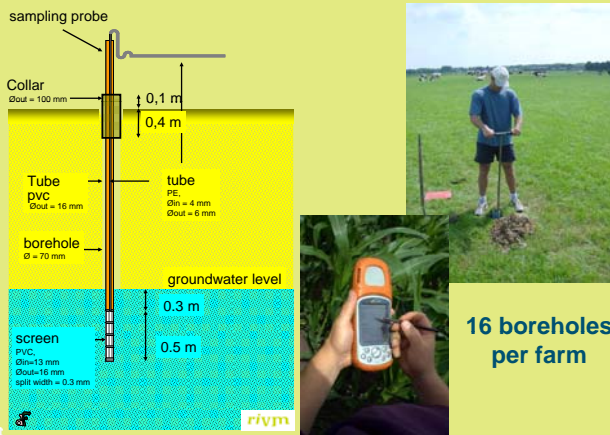 sampling probe
Collar
Øout = 100 mm
0,1 m
0,4 m
Tube
pvc
Øout = 16 mm
tube
PE,
Øin = 4 mm
Øout = 6 mm
borehole
Ø = 70 mm
groundwater level
0.3 m
0.5 m
screen
PVC,
Øin=13 mm
Øout=16 mm
split width = 0.3 mm
rivm
16 boreholes
per farm